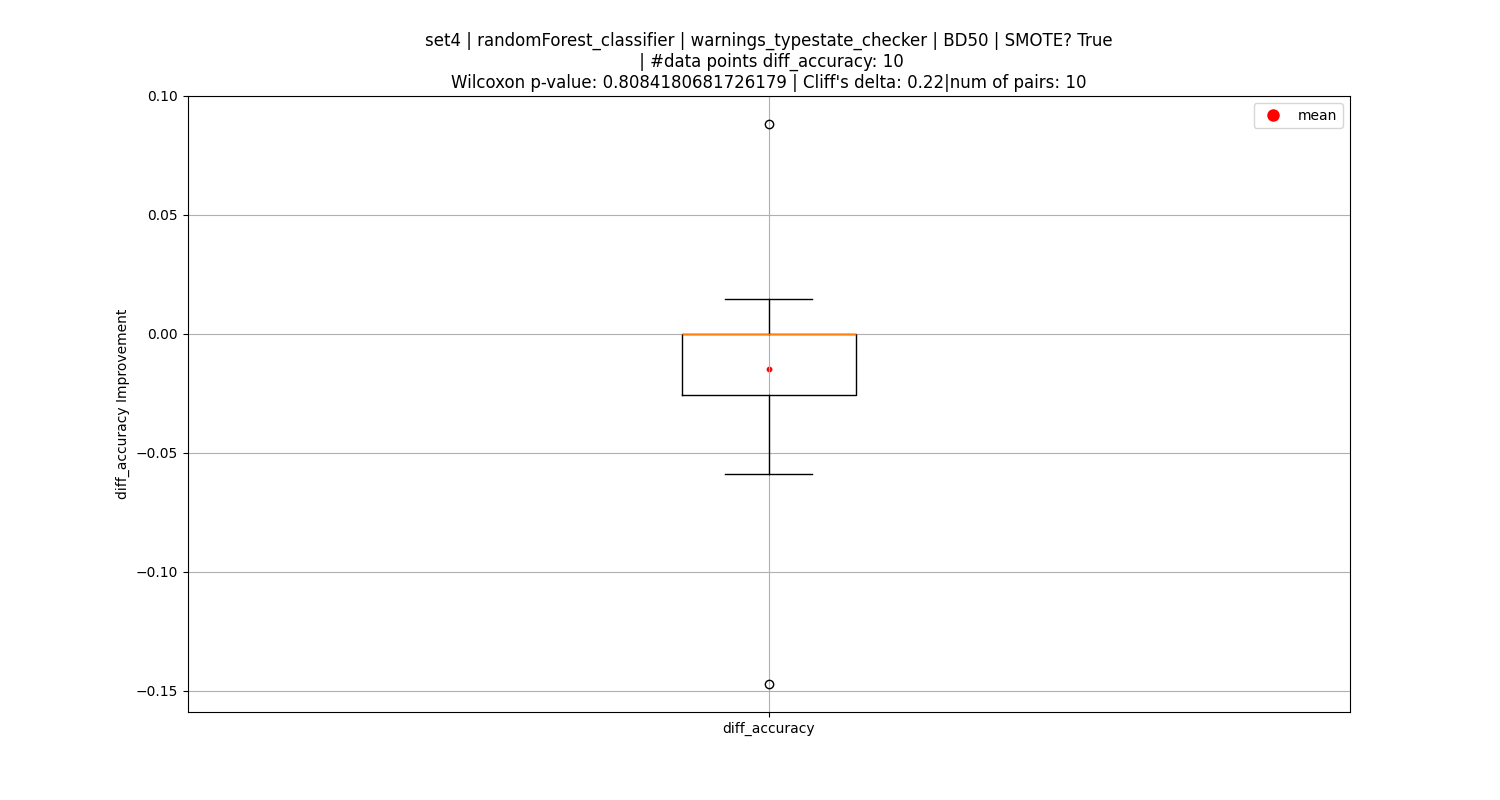 set4 | randomForest_classifier | warnings_typestate_checker | BD50 | SMOTE? True
| #data points diff_accuracy: 10
Wilcoxon p-value: 0.8084180681726179 | Cliff's delta: 0.22|num of pairs: 10
mean
0.10
0.05
0.00
−0.05
−0.10
−0.15
diff_accuracy Improvement
diff_accuracy